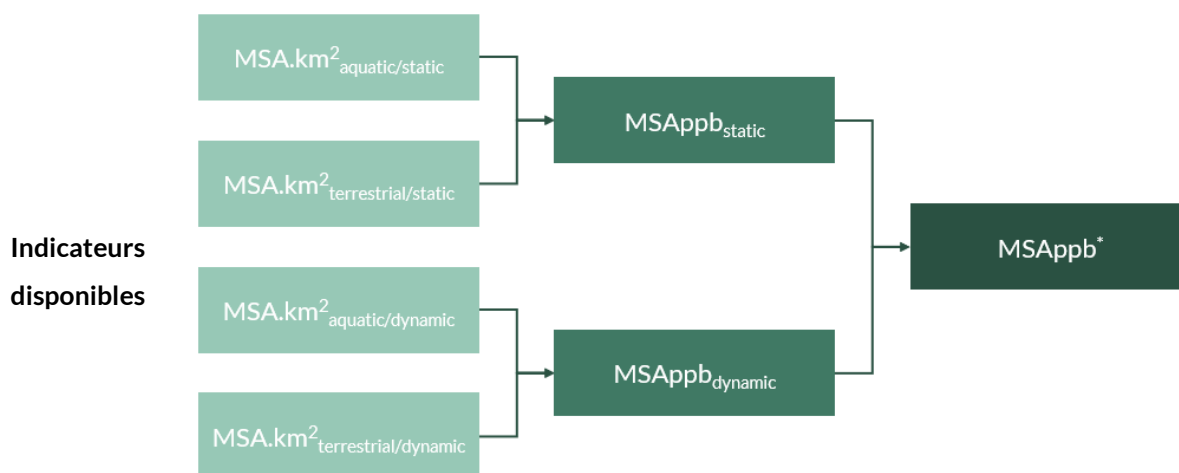 MSA.km²aquatic/static
MSAppbstatic
MSA.km²terrestrial/static
Indicateurs
disponibles
MSAppb*
MSA.km²aquatic/dynamic
MSAppbdynamic
MSA.km²terrestrial/dynamic